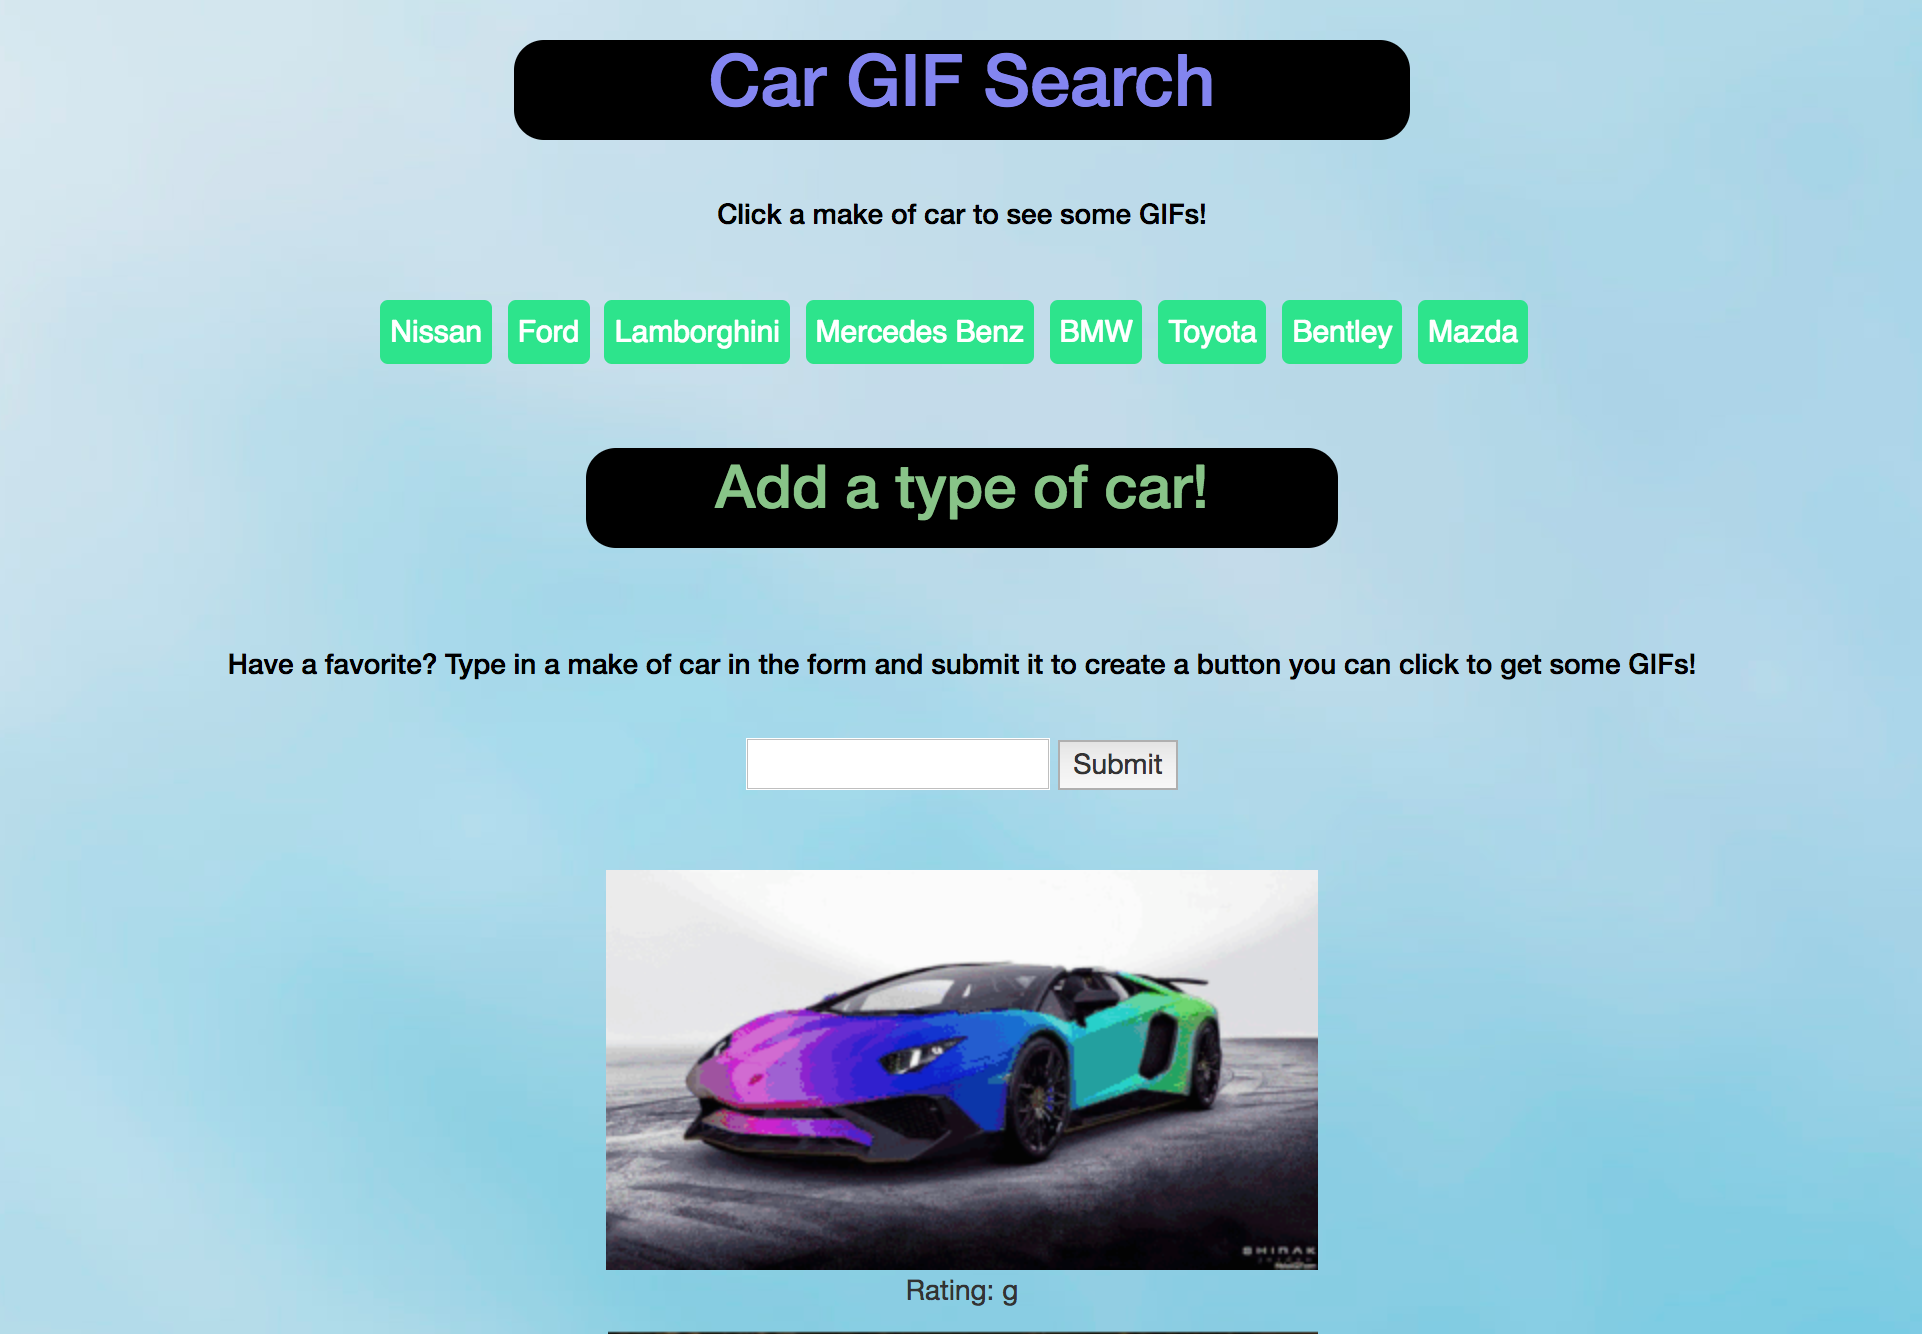 Car GIF Search
Click a make of car to see some GIFs!
Nissan Ford Lamborghini Mercedes Benz BMW Toyota Bentley Mazda
Add a type of car!
Have a favorite? Type in a make of car in the form and submit it to create a button you can click to get some GIFs!
Submit
SHIRAK
Rating: g